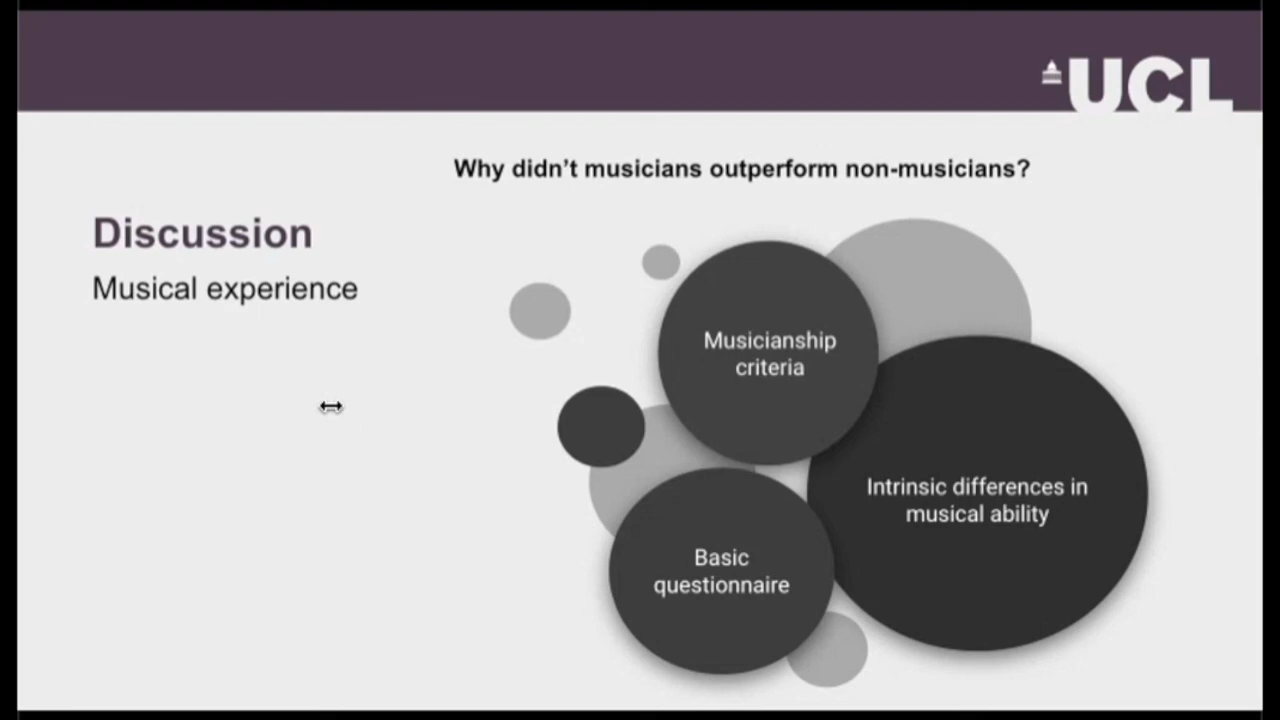 UCL
Why didn't musicians outperform non-musicians?
Discussion
Musical experience
Musicianship
criteria
Intrinsic differences in
musical ability
Basic
questionnaire